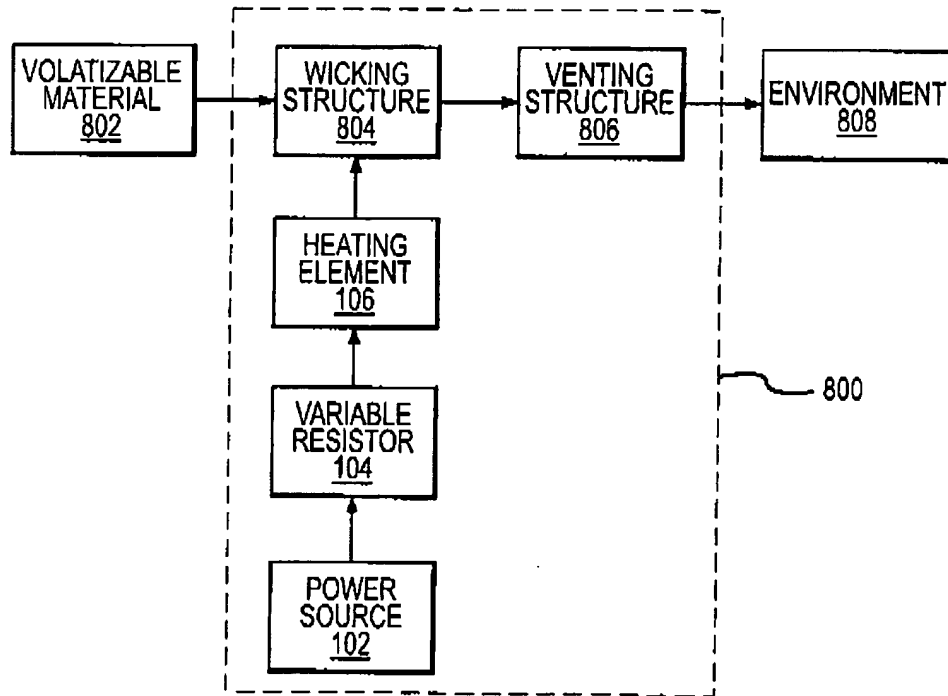 VOLATIZABLE
MATERIAL
802
WICKING
STRUCTURE
804
VENTING
STRUCTURE
806
ENVIRONMENT
808
HEATING
ELEMENT
106
VARIABLE
RESISTOR
104
800
POWER
SOURCE
102